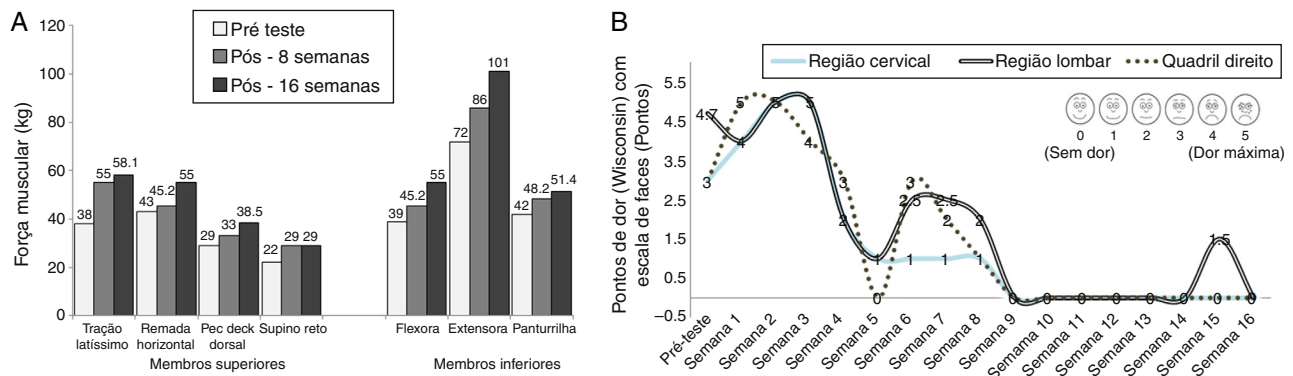 A
Pré teste
Pós - 8 semanas
Pós - 16 semanas
Força muscular (kg)
120
100
80
60
40
20
0
38
55
58.1
43
45.2
55
29
33
38.5
22
29
29
39
45.2
55
72
86
101
42
48.2
51.4
Tração latíssimo
Remada horizontal
Pec deck dorsal
Supino reto
Flexora
Extensora
Panturrilha
Membros superiores
Membros inferiores
B
Região cervical
Região lombar
Quadril direito
Pontos de dor (Wisconsin) com
escala de faces (Pontos)
5.5
4.5
3.5
2.5
1.5
0.5
−0.5
0 1 2 3 4 5
(Sem dor) (Dor máxima)
4.7
3
5
4
5
5
4
3
2
1
0
3
2.5
1
2.5
2
1
2
1
0
0
0
0
0
0
1.5
0
0
Pré-teste
Semana 1
Semana 2
Semana 3
Semana 4
Semana 5
Semana 6
Semana 7
Semana 8
Semana 9
Semana 10
Semana 11
Semana 12
Semana 13
Semana 14
Semana 15
Semana 16